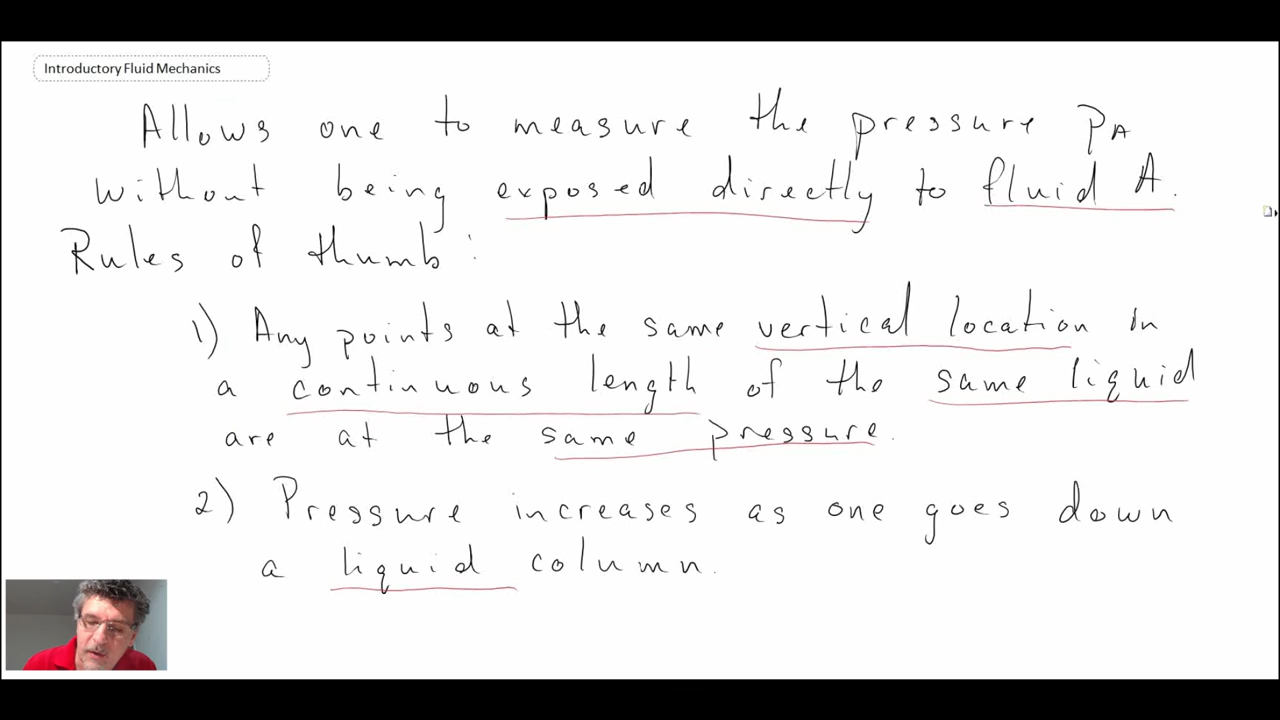 Introductory Fluid Mechanics
Allows one to measure the pressure PA
without being exposed directly to fluid A.
Rules of thumb:
1) Any points at the same vertical location in
a continuous length of the same liquid
are at the same pressure.
2) Pressure increases as one goes down
a liquid column.